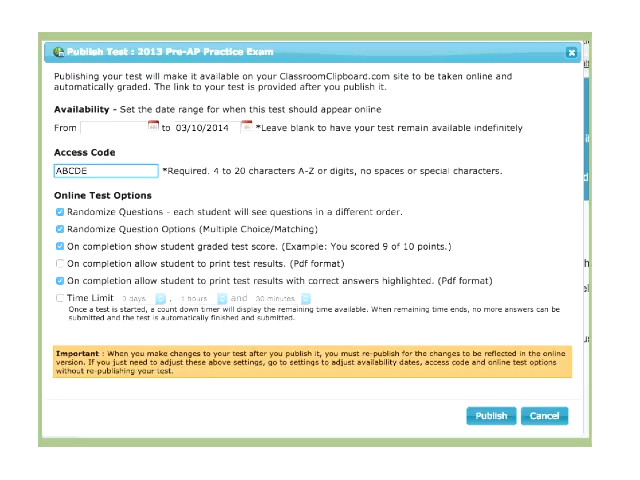 Publish Test : 2013 Pre-AP Practice Exam
Publishing your test will make it available on your ClassroomClipboard.com site to be taken online and
automatically graded. The link to your test is provided after you publish it.
Availability - Set the date range for when this test should appear online
From to 03/10/2014 *Leave blank to have your test remain available indefinitely
Access Code
ABCDE *Required. 4 to 20 characters A-Z or digits, no spaces or special characters.
Online Test Options
Randomize Questions - each student will see questions in a different order.
Randomize Question Options (Multiple Choice/Matching)
On completion show student graded test score. (Example: You scored 9 of 10 points.)
On completion allow student to print test results. (Pdf format)
On completion allow student to print test results with correct answers highlighted. (Pdf format)
Time Limit 0 days , 1 hours and 30 minutes
Once a test is started, a count down timer will display the remaining time available. When remaining time ends, no more answers can be
submitted and the test is automatically finished and submitted.
Important : When you make changes to your test after you publish it, you must re-publish for the changes to be reflected in the online
version. If you just need to adjust these above settings, go to settings to adjust availability dates, access code and online test options
without re-publishing your test.
Publish Cancel